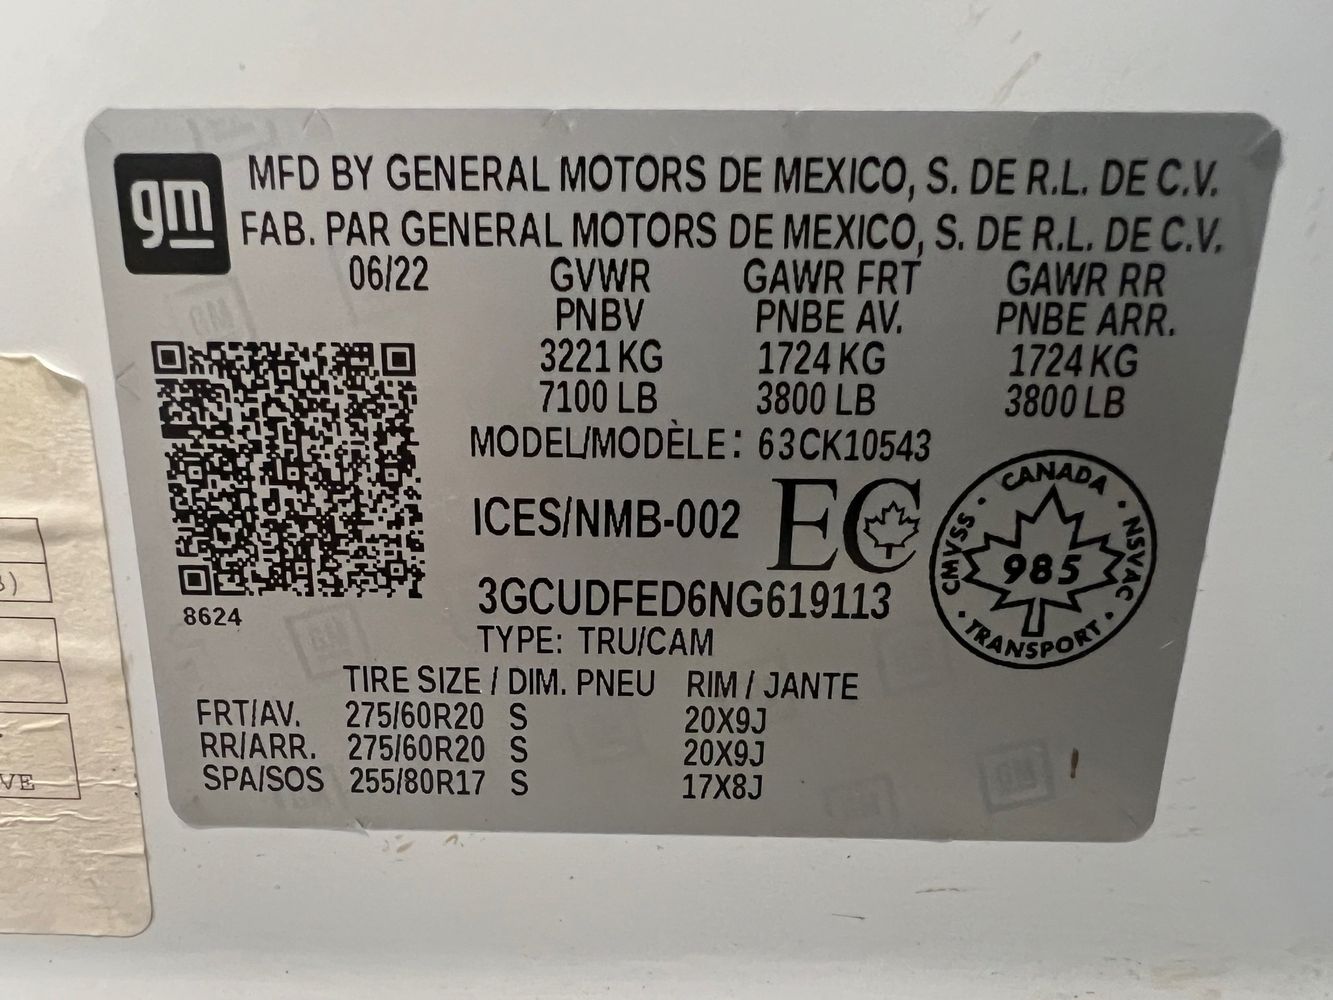 gm
MFD BY GENERAL MOTORS DE MEXICO, S. DE R.L. DE C.V.
FAB. PAR GENERAL MOTORS DE MEXICO, S. DE R.L. DE C.V.
06/22 GVWR GAWR FRT GAWR RR
PNBV PNBE AV. PNBE ARR.
3221 KG 1724 KG 1724 KG
7100 LB 3800 LB 3800 LB
MODEL/MODÈLE: 63CK10543
ICES/NMB-002 EC
CANADA
CMVSS 985 NSVAC
TRANSPORT
3GCUDFED6NG619113
8624
TYPE: TRU/CAM
TIRE SIZE / DIM. PNEU RIM / JANTE
FRT/AV. 275/60R20 S 20X9J
RR/ARR. 275/60R20 S 20X9J
SPA/SOS 255/80R17 S 17X8J
VE